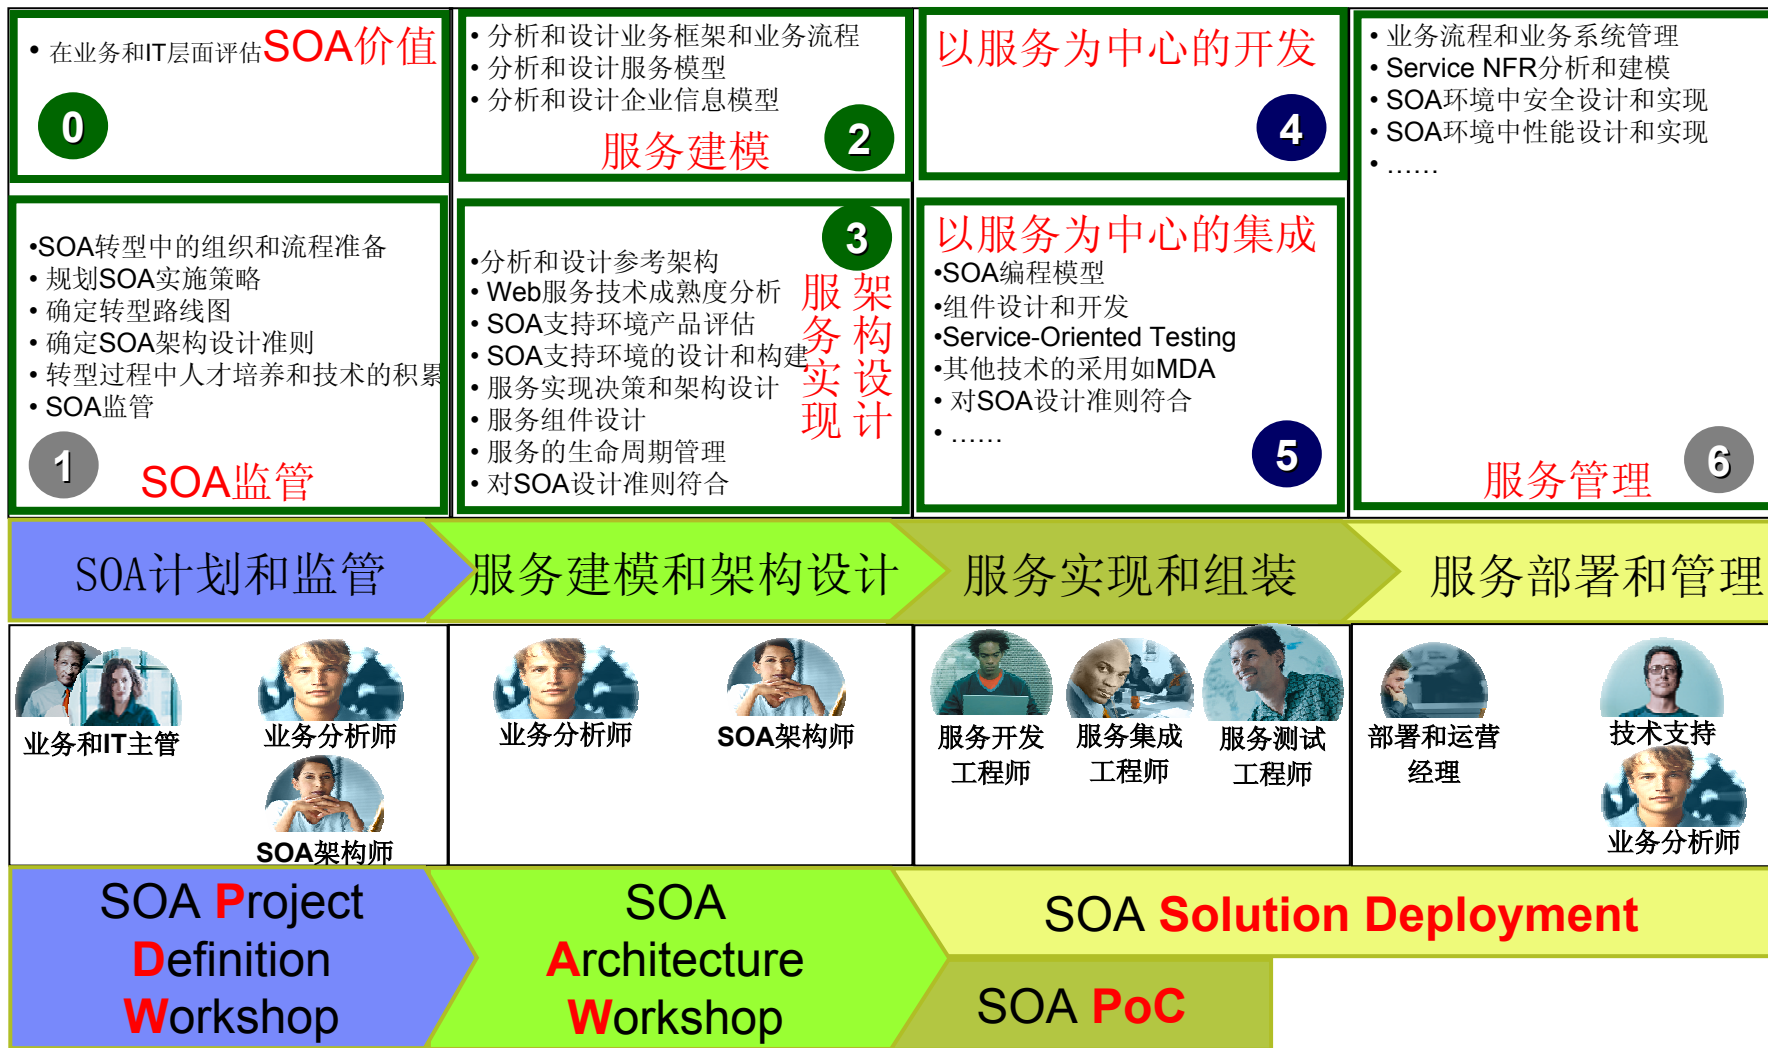 • 在业务和IT层面评估SOA价值
0
• 分析和设计业务框架和业务流程
• 分析和设计服务模型
• 分析和设计企业信息模型
服务建模
2
以服务为中心的开发
4
• 业务流程和业务系统管理
• Service NFR分析和建模
• SOA环境中安全设计和实现
• SOA环境中性能设计和实现
• ……
服务管理
6
•SOA转型中的组织和流程准备
• 规划SOA实施策略
• 确定转型路线图
• 确定SOA架构设计准则
• 转型过程中人才培养和技术的积累
• SOA监管
1
SOA监管
3
•分析和设计参考架构
• Web服务技术成熟度分析
• SOA支持环境产品评估
• SOA支持环境的设计和构建
• 服务实现决策和架构设计
• 服务组件设计
• 服务的生命周期管理
• 对SOA设计准则符合
架构设计
服务实现
以服务为中心的集成
•SOA编程模型
•组件设计和开发
•Service-Oriented Testing
•其他技术的采用如MDA
• 对SOA设计准则符合
• ……
5
SOA计划和监管
服务建模和架构设计
服务实现和组装
服务部署和管理
业务和IT主管
业务分析师
SOA架构师
业务分析师
SOA架构师
服务开发
工程师
服务集成
工程师
服务测试
工程师
部署和运营
经理
技术支持
业务分析师
SOA Project
Definition
Workshop
SOA
Architecture
Workshop
SOA Solution Deployment
SOA PoC